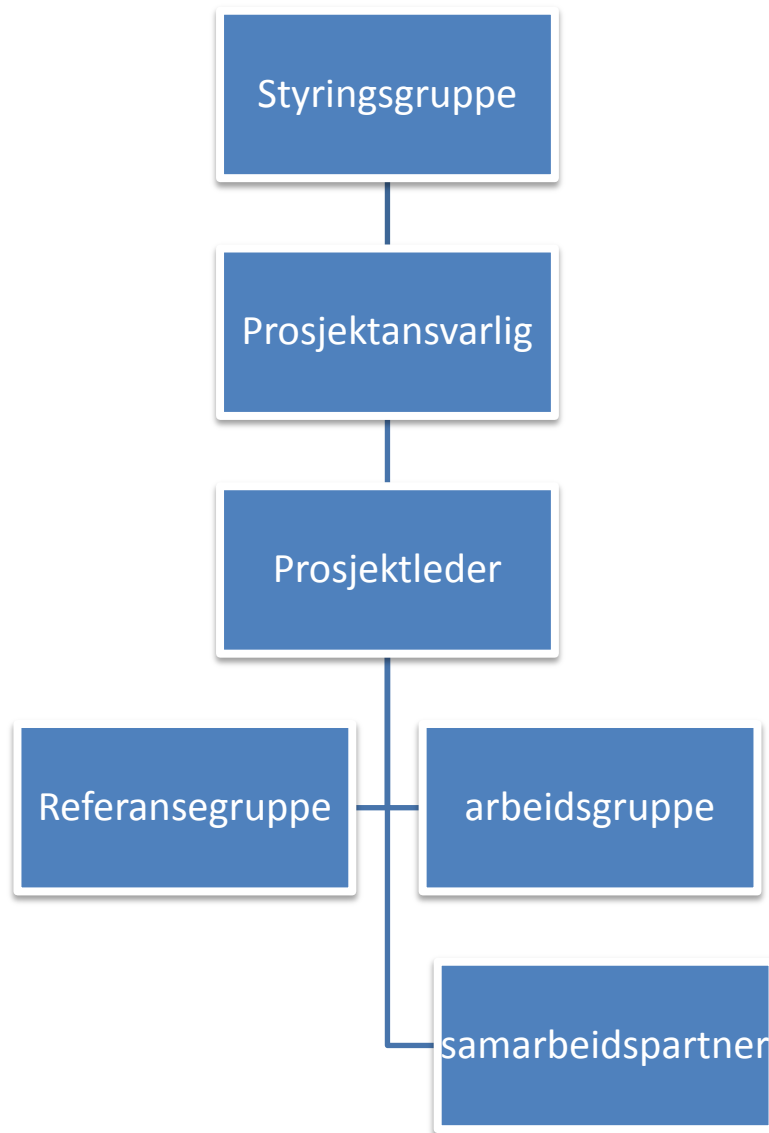 Styringsgruppe
Prosjektansvarlig
Prosjektleder
Referansegruppe
arbeidsgruppe
samarbeidspartner